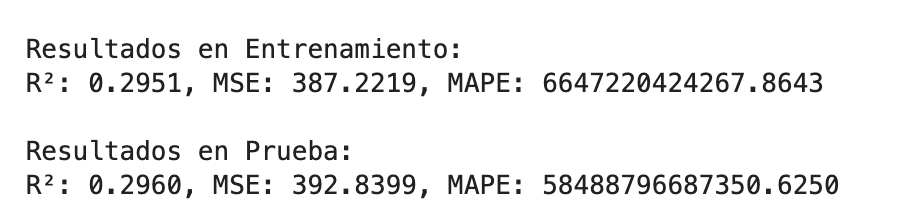 Resultados en Entrenamiento:
R²: 0.2951, MSE: 387.2219, MAPE: 6647220424267.8643
Resultados en Prueba:
R²: 0.2960, MSE: 392.8399, MAPE: 58488796687350.6250